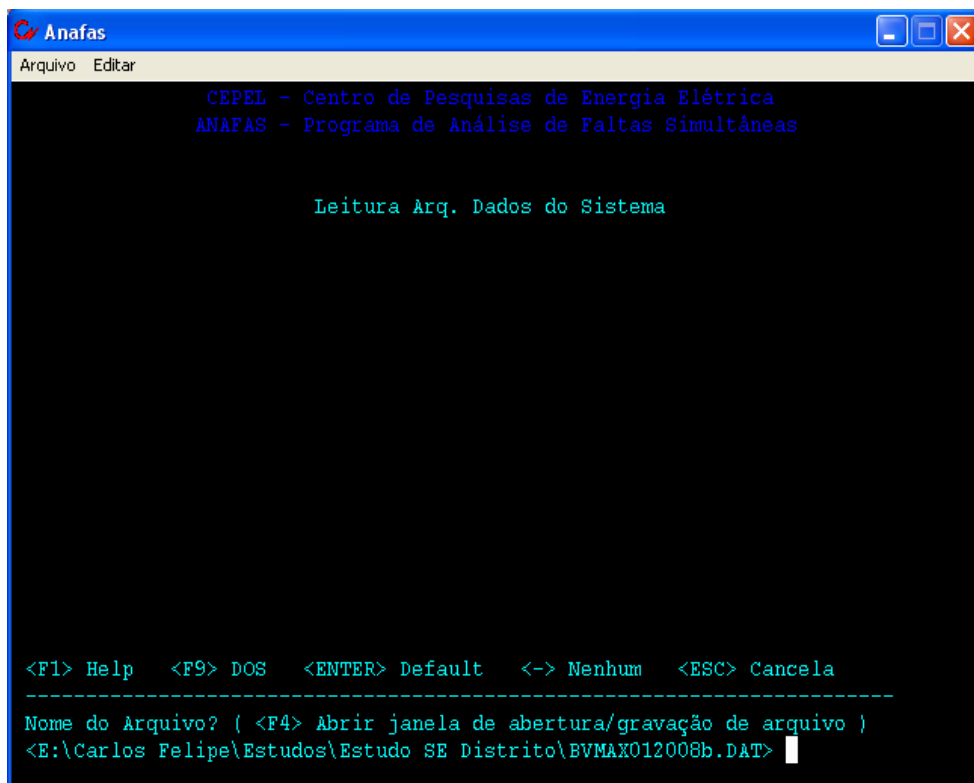 Anafas
Arquivo Editar
CEPEL - Centro de Pesquisas de Energia Elétrica
ANAFAS - Programa de Análise de Faltas Simultâneas
Leitura Arq. Dados do Sistema
<F1> Help <F9> DOS <ENTER> Default <-> Nenhum <ESC> Cancela
------------------------------------------------------------------------
Nome do Arquivo? ( <F4> Abrir janela de abertura/gravação de arquivo )
<E:\Carlos Felipe\Estudos\Estudo SE Distrito\BVMAX012008b.DAT>